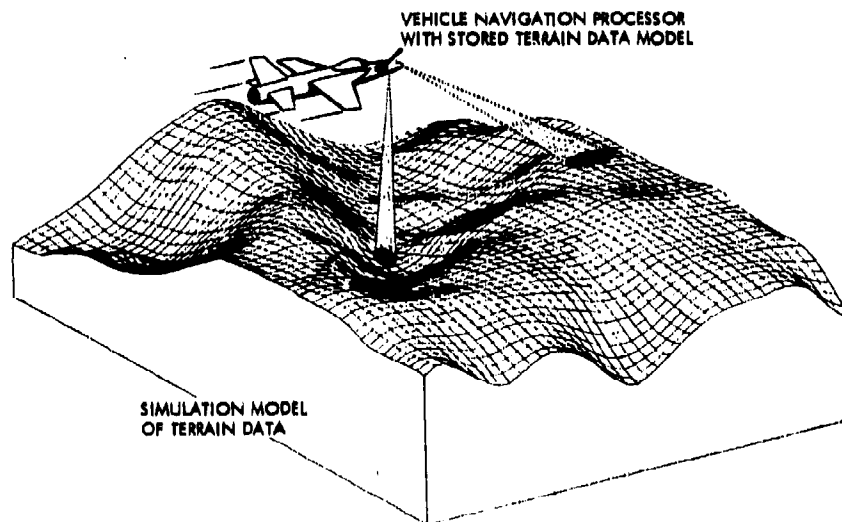 VEHICLE NAVIGATION PROCESSOR
WITH STORED TERRAIN DATA MODEL
SIMULATION MODEL
OF TERRAIN DATA